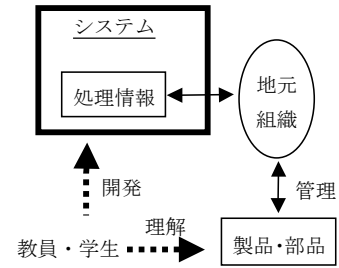 システム
処理情報
地元
組織
開発
管理
理解
教員・学生
製品・部品